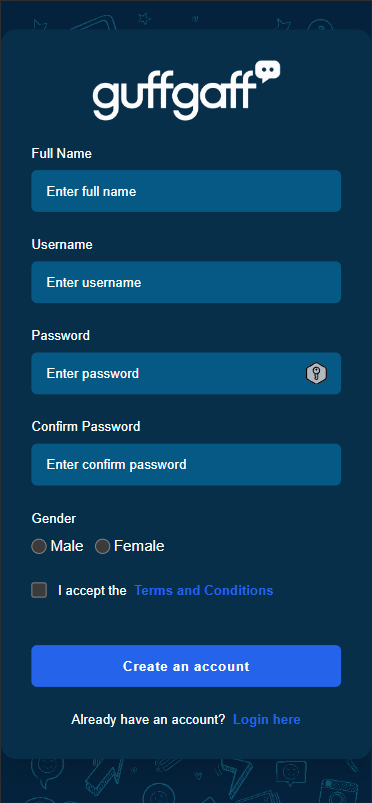 guffgaff
Full Name
Enter full name
Username
Enter username
Password
Enter password
Confirm Password
Enter confirm password
Gender
Male Female
I accept the Terms and Conditions
Create an account
Already have an account? Login here